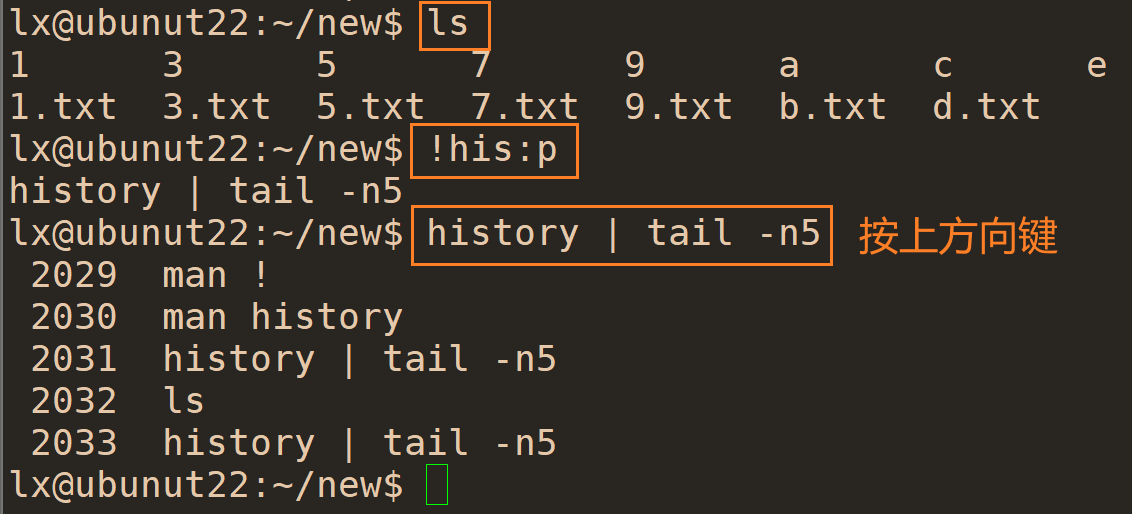 lx@ubunut22:~/new$ ls
1      3      5      7      9      a      c      e
1.txt  3.txt  5.txt  7.txt  9.txt  b.txt  d.txt
lx@ubunut22:~/new$ !his:p
history | tail -n5
lx@ubunut22:~/new$ history | tail -n5 按上方向键
 2029  man !
 2030  man history
 2031  history | tail -n5
 2032  ls
 2033  history | tail -n5
lx@ubunut22:~/new$